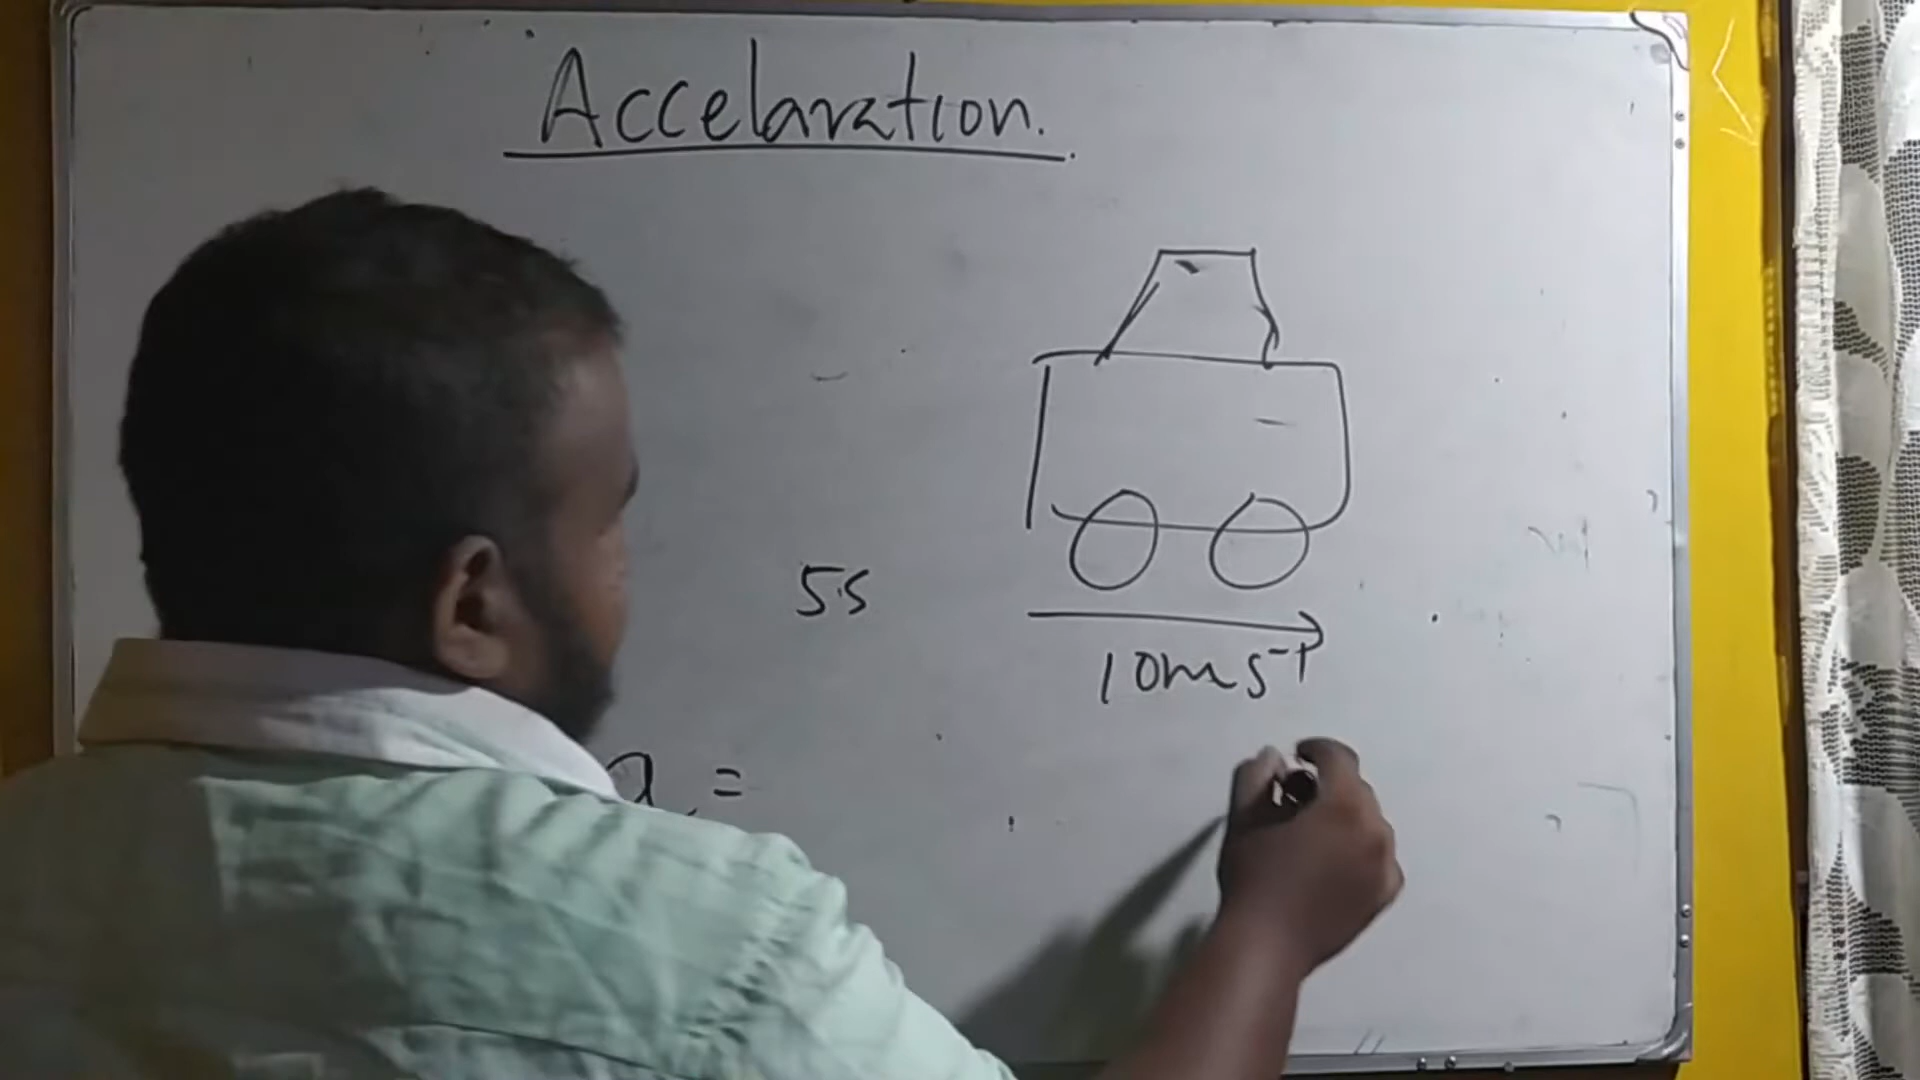 Accelaration.
5s
10ms⁻¹
a =